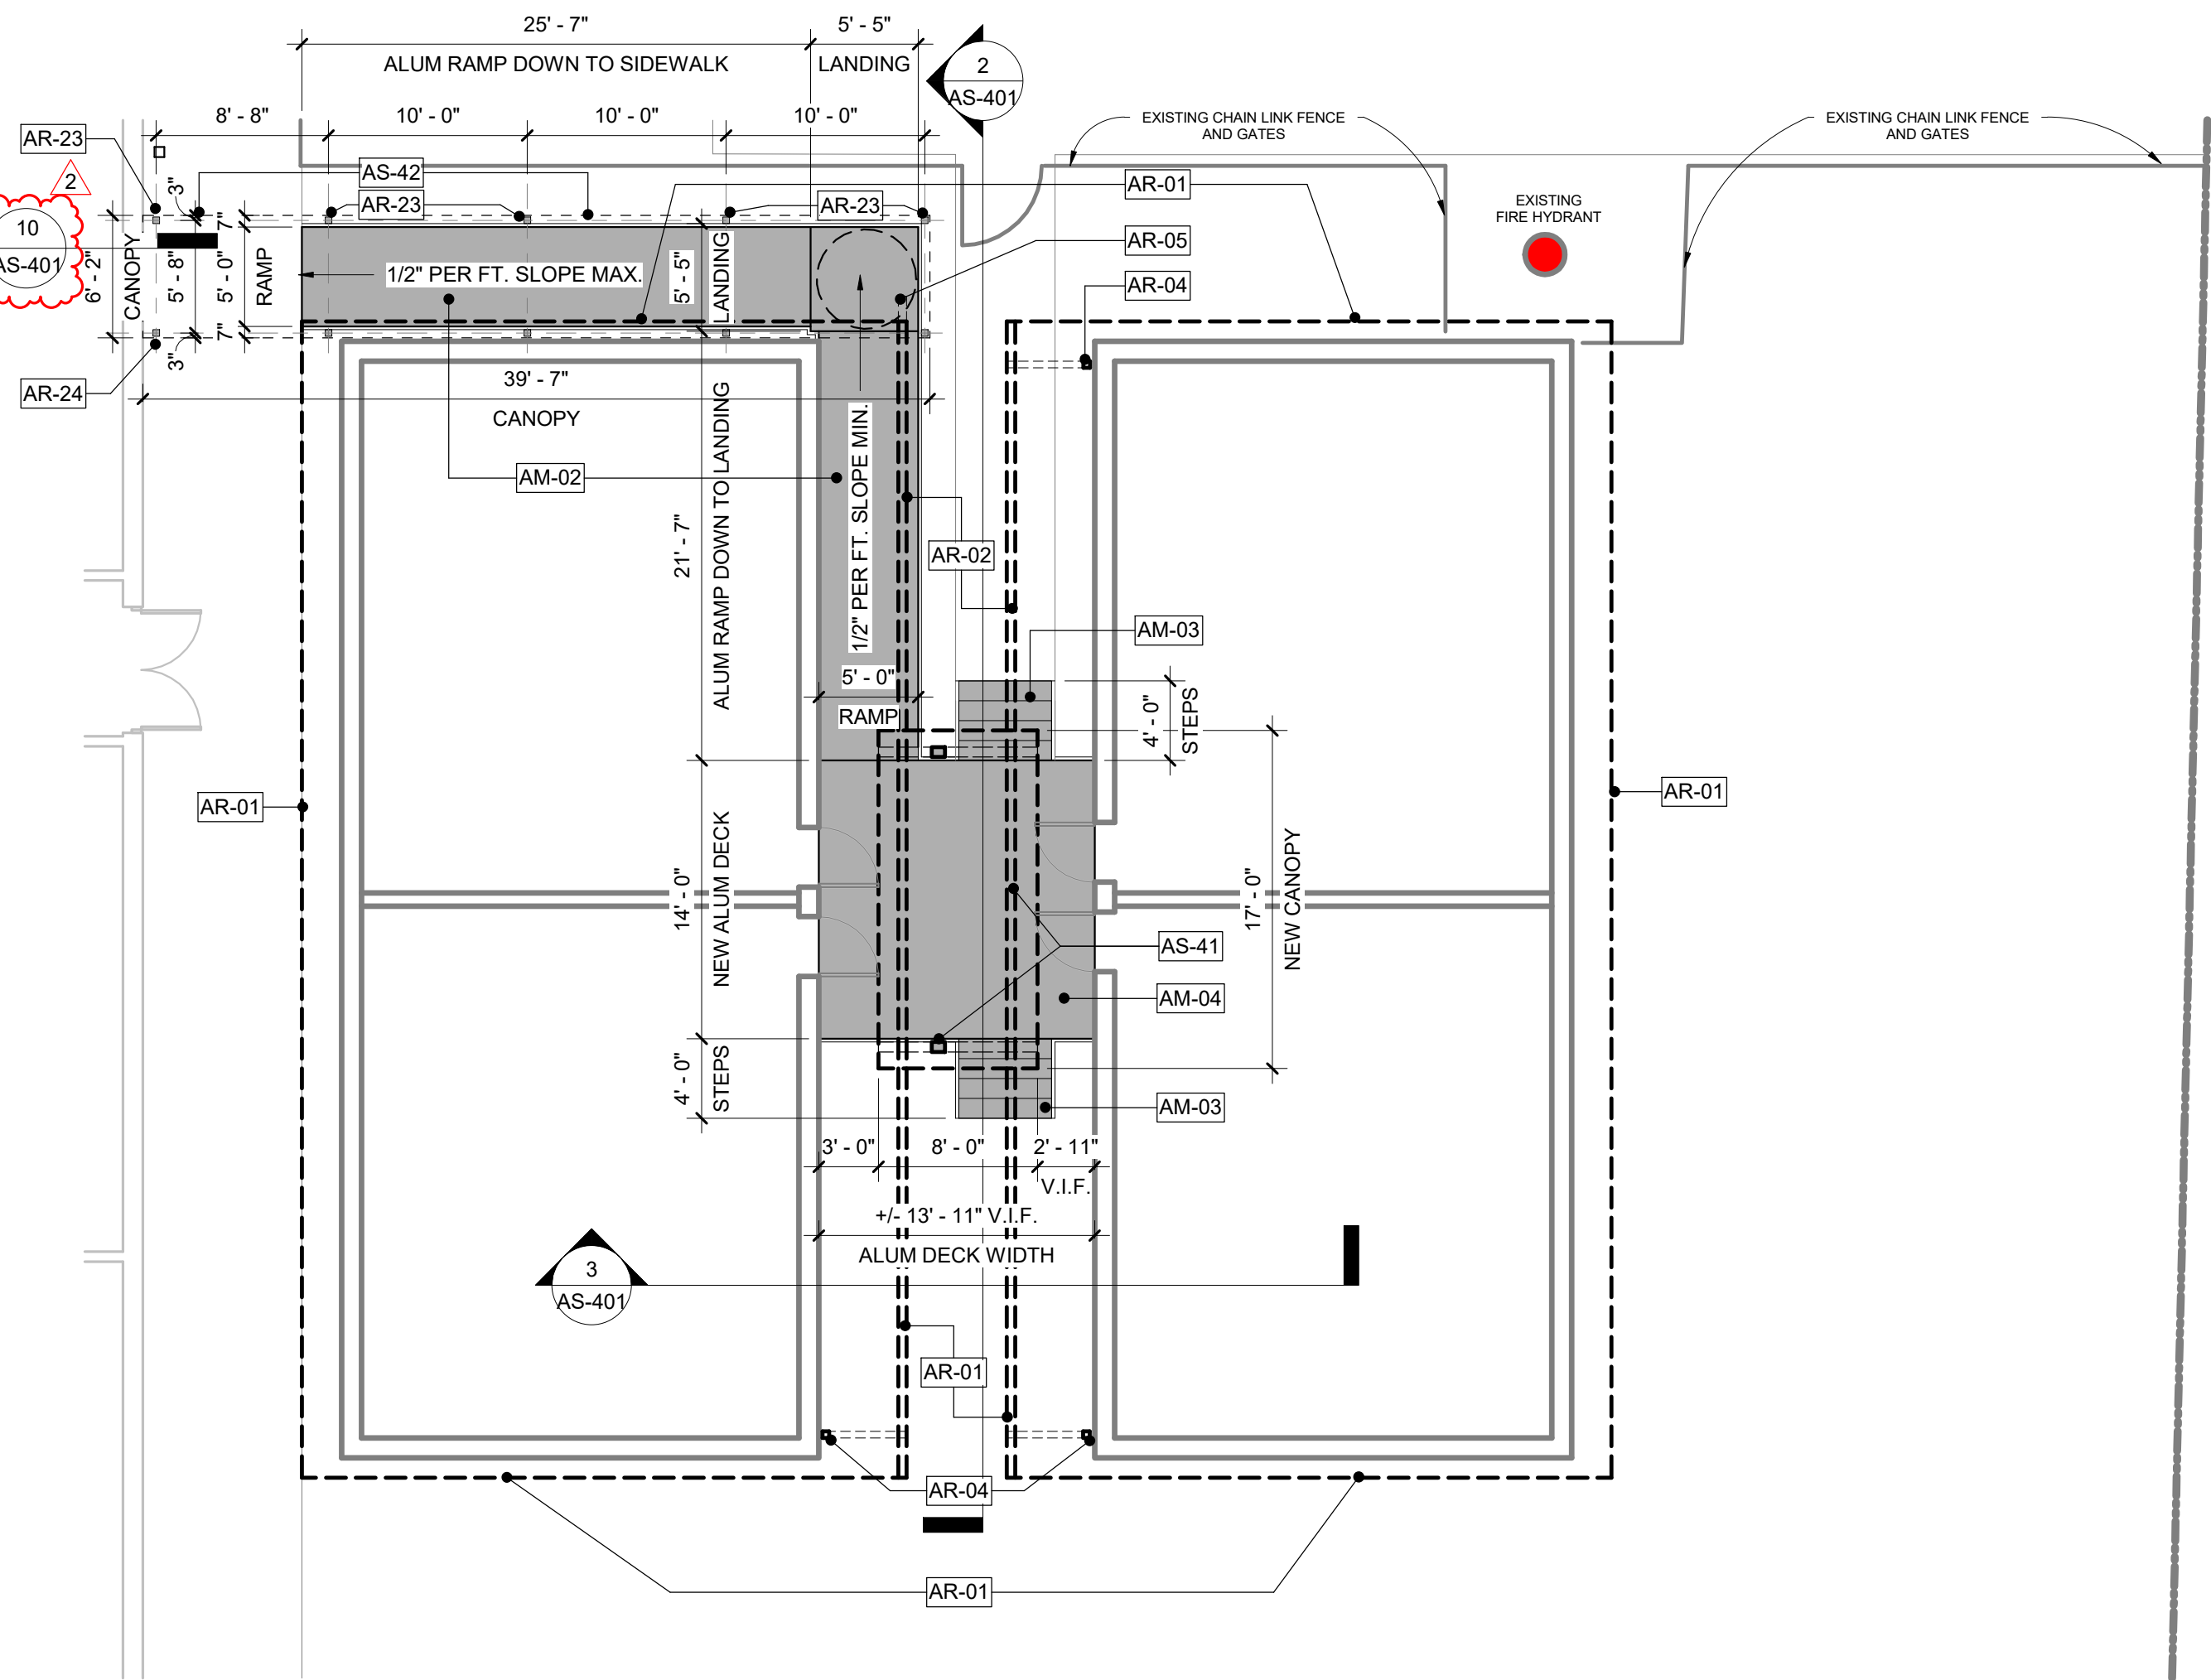 25' - 7"
5' - 5"
ALUM RAMP DOWN TO SIDEWALK
LANDING
2
AS-401
8' - 8"
10' - 0"
10' - 0"
10' - 0"
EXISTING CHAIN LINK FENCE
AND GATES
EXISTING CHAIN LINK FENCE
AND GATES
AR-23
2
AS-42
AR-23
AR-23
AR-01
3"
7"
10
AS-401
6' - 2"
CANOPY
5' - 8"
5' - 0"
RAMP
1/2" PER FT. SLOPE MAX.
5' - 5"
LANDING
AR-05
AR-04
EXISTING
FIRE HYDRANT
3"
7"
AR-24
39' - 7"
CANOPY
AM-02
21' - 7"
ALUM RAMP DOWN TO LANDING
1/2" PER FT. SLOPE MIN.
AR-02
AM-03
5' - 0"
RAMP
4' - 0"
STEPS
AR-01
AR-01
14' - 0"
NEW ALUM DECK
17' - 0"
NEW CANOPY
AS-41
AM-04
4' - 0"
STEPS
AM-03
3' - 0"
8' - 0"
2' - 11"
V.I.F.
+/- 13' - 11" V.I.F.
ALUM DECK WIDTH
3
AS-401
AR-01
AR-04
AR-01